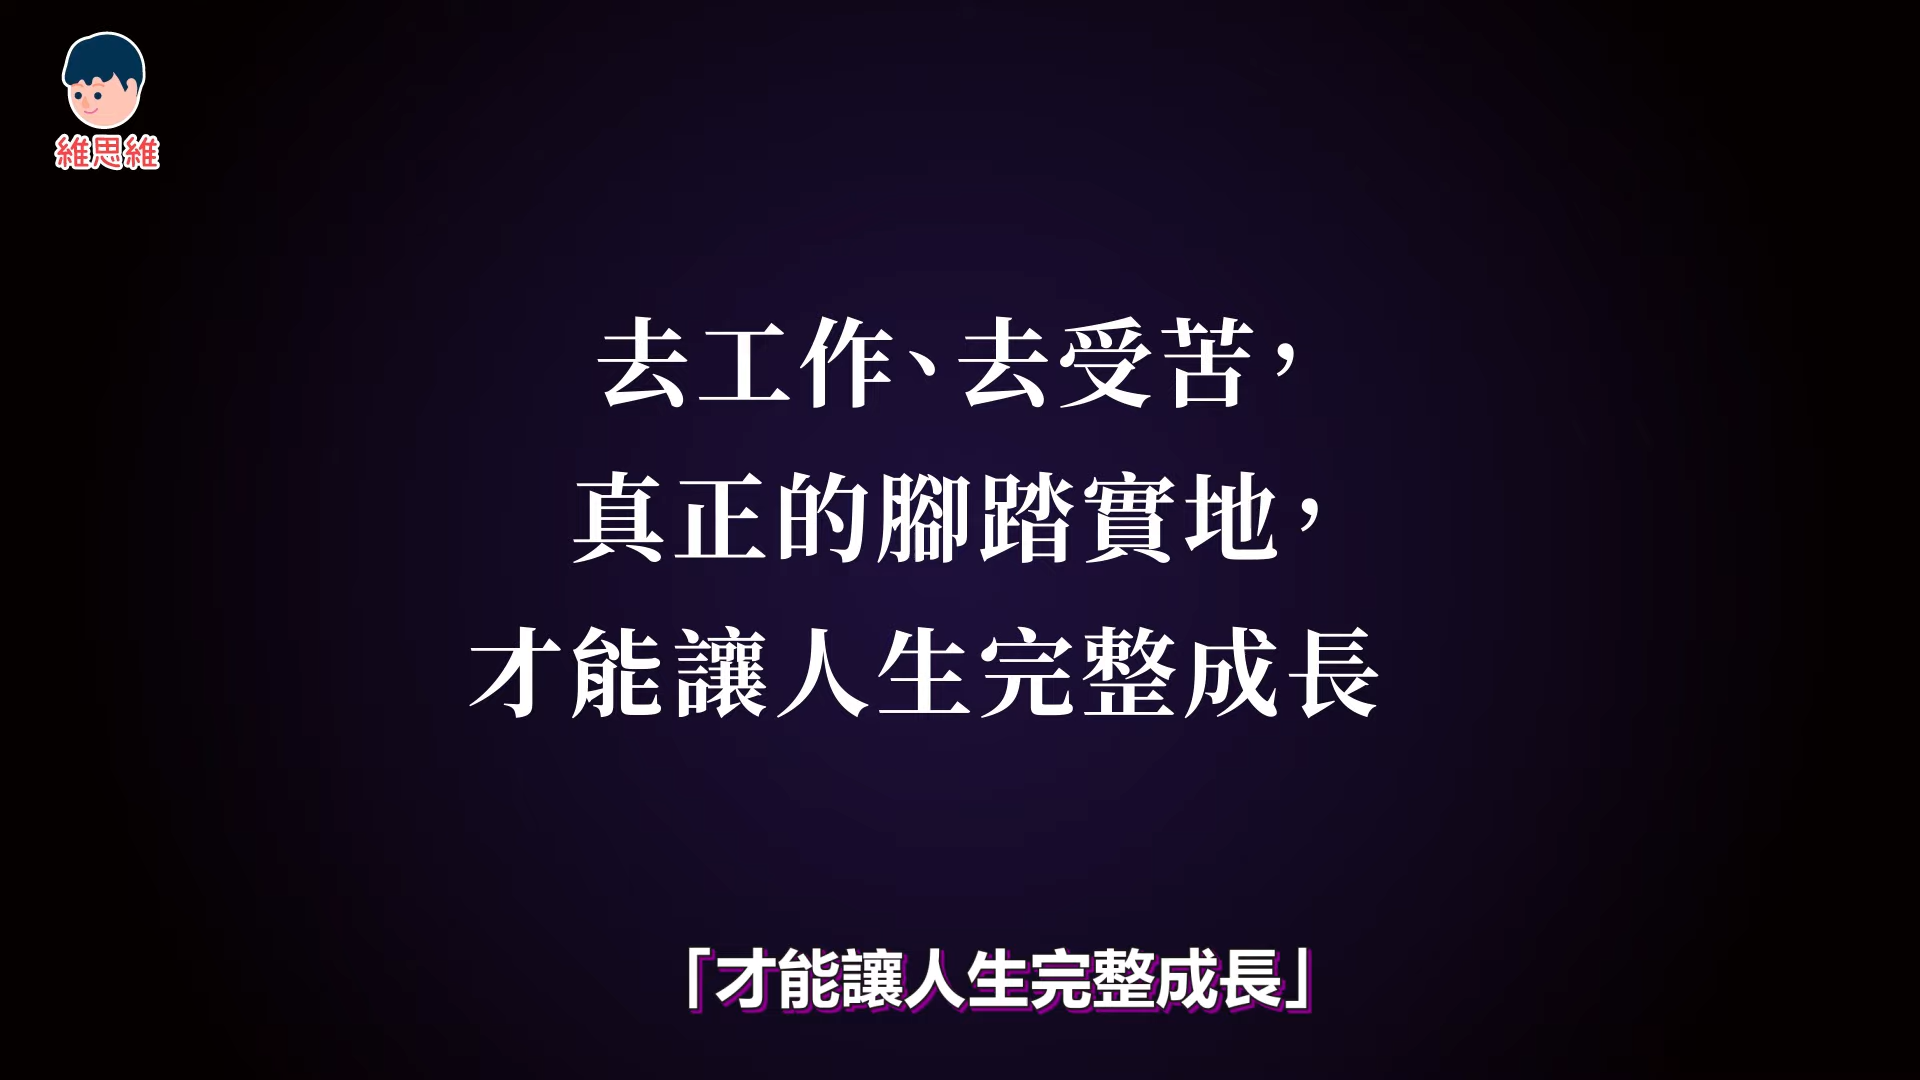 維思維
去工作、去受苦，
真正的腳踏實地，
才能讓人生完整成長
「才能讓人生完整成長」